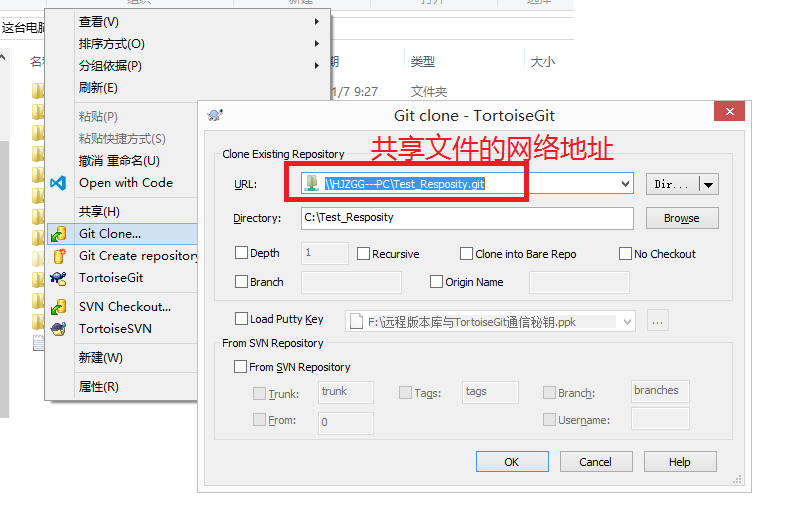 这台电脑
名
期
类型
大小
1/7 9:27
文件夹
查看(V)
排序方式(O)
分组依据(P)
刷新(E)
粘贴(P)
粘贴快捷方式(S)
撤消 重命名(U)
Open with Code
共享(H)
Git Clone...
Git Create repository
TortoiseGit
SVN Checkout...
TortoiseSVN
新建(W)
属性(R)
Git clone - TortoiseGit
共享文件的网络地址
Clone Existing Repository
URL: \\HJZGG---PC\Test_Resposity.git Dir...
Directory: C:\Test_Resposity Browse
Depth 1 Recursive Clone into Bare Repo No Checkout
Branch Origin Name
Load Putty Key F:\远程版本库与TortoiseGit通信秘钥.ppk ...
From SVN Repository
From SVN Repository
Trunk: trunk Tags: tags Branch: branches
From: 0 Username:
OK Cancel Help